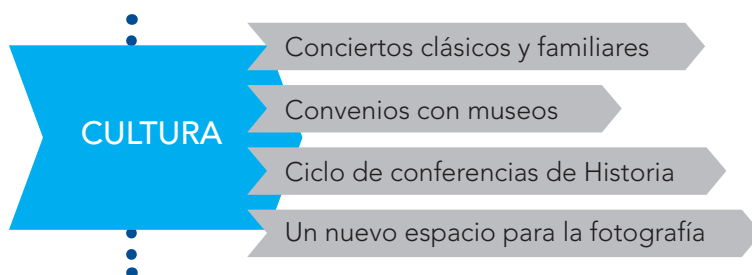 CULTURA
Conciertos clásicos y familiares
Convenios con museos
Ciclo de conferencias de Historia
Un nuevo espacio para la fotografía